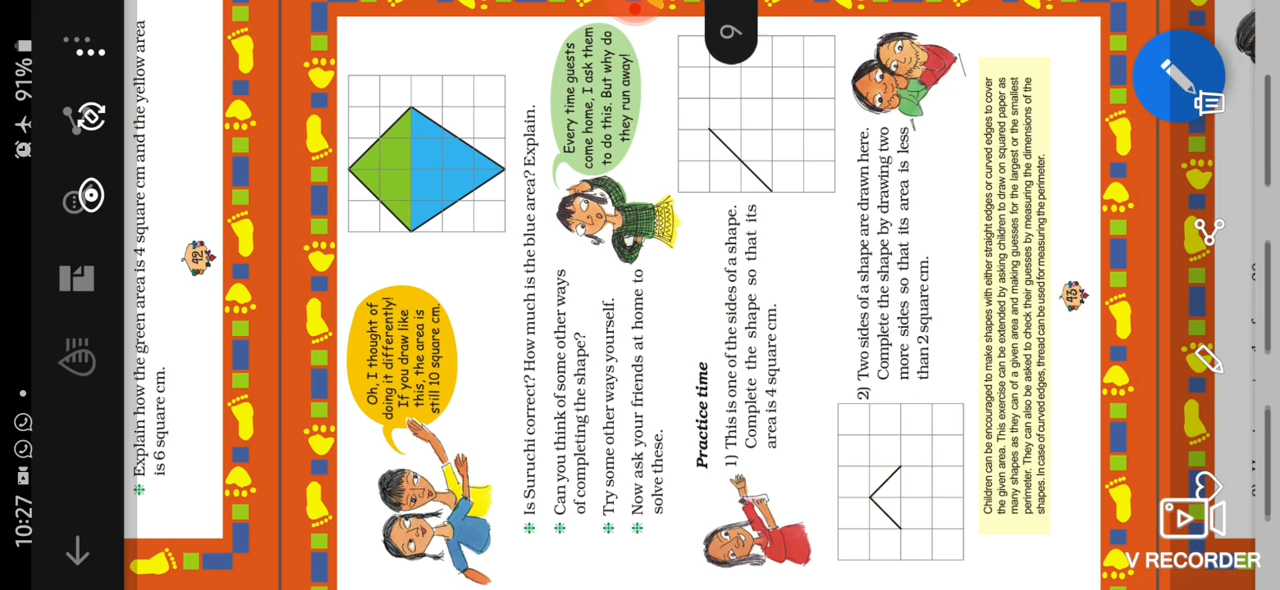 10:27
91%
Explain how the green area is 4 square cm and the yellow area
is 6 square cm.
42
Oh, I thought of
doing it differently!
If you draw like
this, the area is
still 10 square cm.
Is Suruchi correct? How much is the blue area? Explain.
Can you think of some other ways
of completing the shape?
Try some other ways yourself.
Now ask your friends at home to
solve these.
Every time guests
come home, I ask them
to do this. But why do
they run away!
Practice time
1) This is one of the sides of a shape.
Complete the shape so that its
area is 4 square cm.
9
2) Two sides of a shape are drawn here.
Complete the shape by drawing two
more sides so that its area is less
than 2 square cm.
Children can be encouraged to make shapes with either straight edges or curved edges to cover
the given area. This exercise can be extended by asking children to draw on squared paper as
many shapes as they can of a given area and making guesses for the largest or the smallest
perimeter. They can also be asked to check their guesses by measuring the dimensions of the
shapes. In case of curved edges, thread can be used for measuring the perimeter.
43
V RECORDER